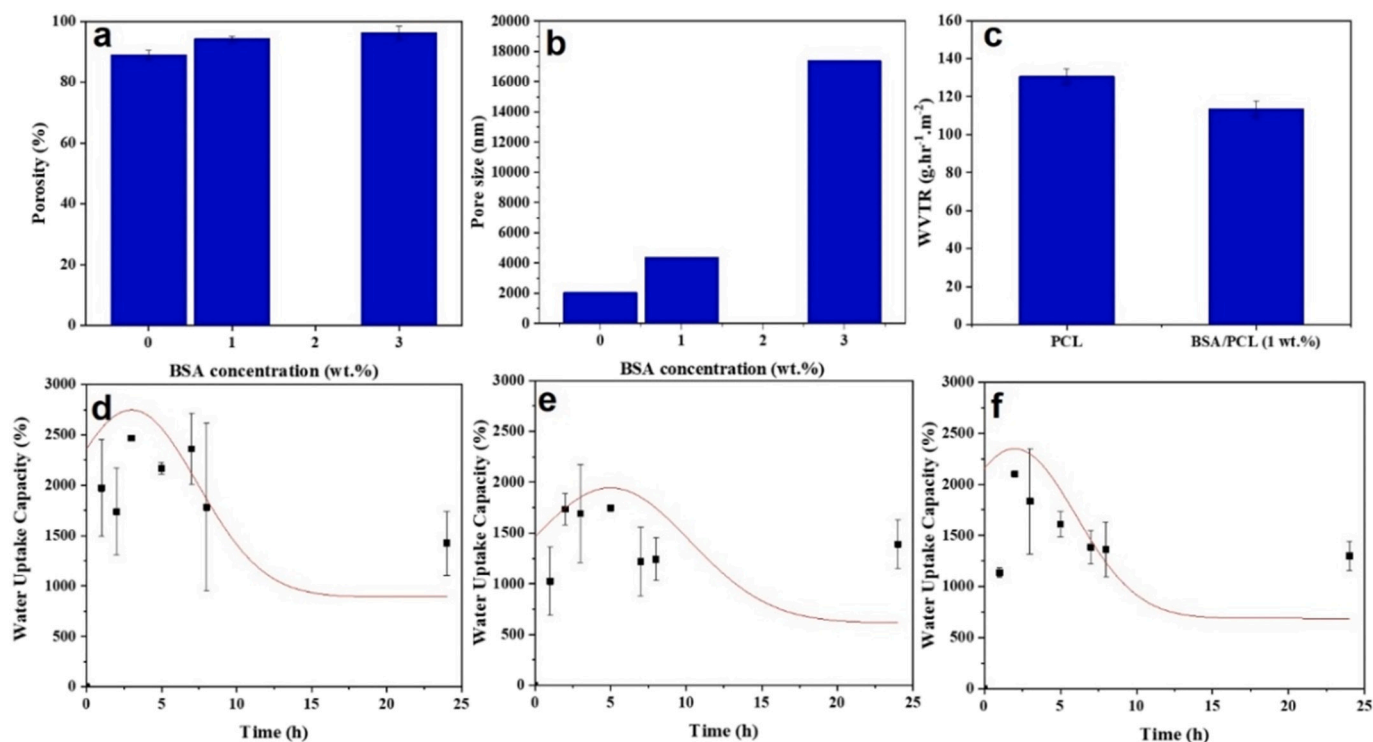 a
Porosity (%)
100
80
60
40
20
0
0 1 2 3
BSA concentration (wt.%)
b
Pore size (nm)
20000
18000
16000
14000
12000
10000
8000
6000
4000
2000
0
0 1 2 3
BSA concentration (wt.%)
c
WVTR (g.hr⁻¹.m⁻²)
160
140
120
100
80
60
40
20
0
PCL BSA/PCL (1 wt.%)
d
Water Uptake Capacity (%)
3000
2500
2000
1500
1000
500
0
0 5 10 15 20 25
Time (h)
e
Water Uptake Capacity (%)
3000
2500
2000
1500
1000
500
0
0 5 10 15 20 25
Time (h)
f
Water Uptake Capacity (%)
3000
2500
2000
1500
1000
500
0
0 5 10 15 20 25
Time (h)